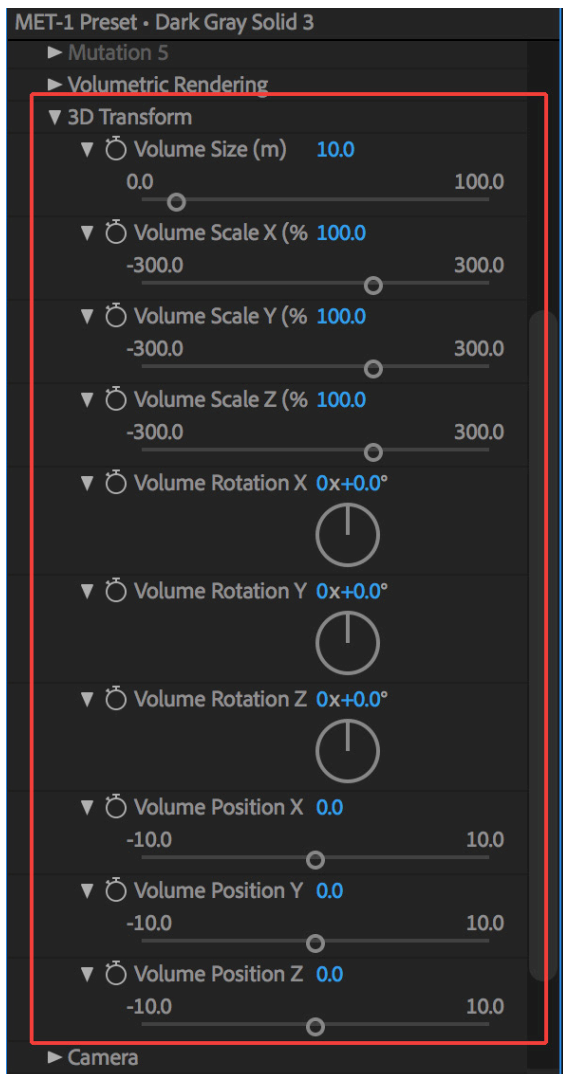 MET-1 Preset • Dark Gray Solid 3
Mutation 5
Volumetric Rendering
3D Transform
Volume Size (m) 10.0
0.0 100.0
Volume Scale X (% 100.0
-300.0 300.0
Volume Scale Y (% 100.0
-300.0 300.0
Volume Scale Z (% 100.0
-300.0 300.0
Volume Rotation X 0x+0.0°
Volume Rotation Y 0x+0.0°
Volume Rotation Z 0x+0.0°
Volume Position X 0.0
-10.0 10.0
Volume Position Y 0.0
-10.0 10.0
Volume Position Z 0.0
-10.0 10.0
Camera